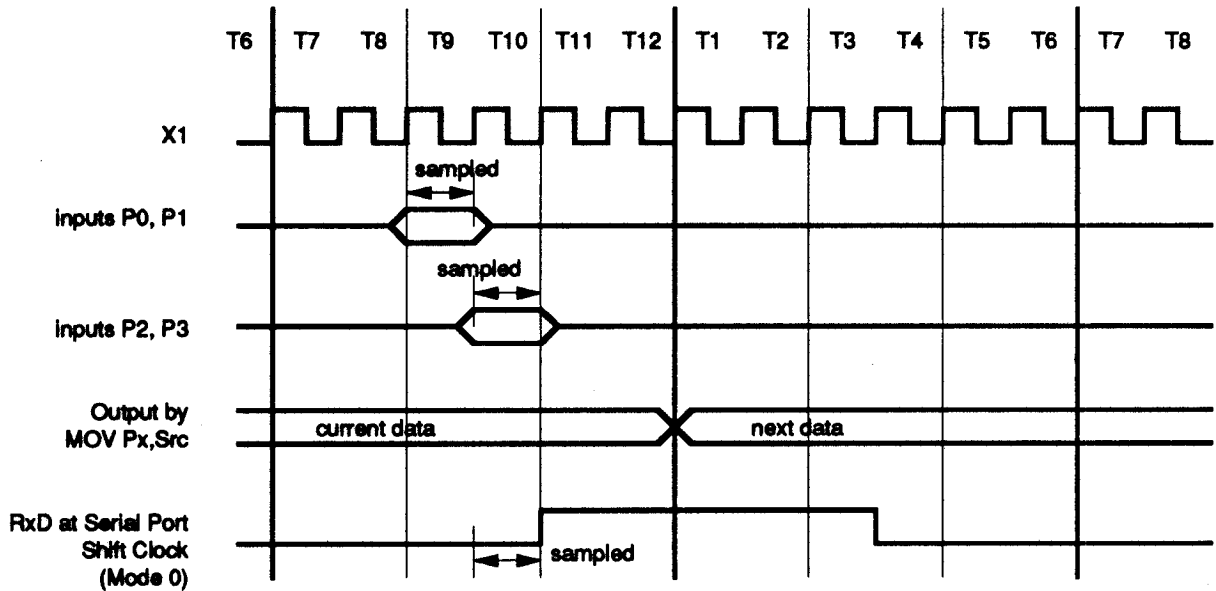 T6 T7 T8 T9 T10 T11 T12 T1 T2 T3 T4 T5 T6 T7 T8
X1
sampled
inputs P0, P1
sampled
inputs P2, P3
Output by
MOV Px,Src
current data
next data
RxD at Serial Port
Shift Clock
(Mode 0)
sampled